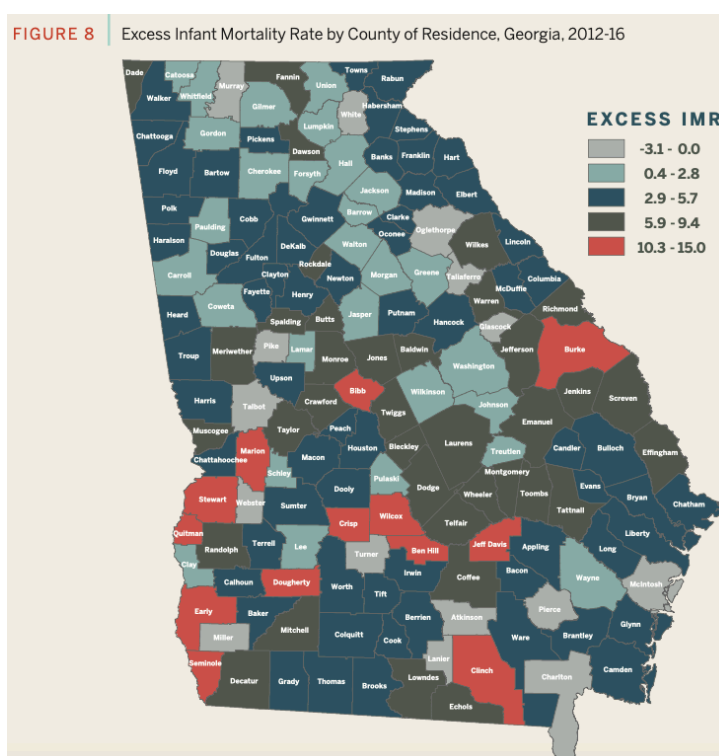 FIGURE 8 Excess Infant Mortality Rate by County of Residence, Georgia, 2012-16
EXCESS IMR
-3.1 - 0.0
0.4 - 2.8
2.9 - 5.7
5.9 - 9.4
10.3 - 15.0
Dade
Catoosa
Murray
Fannin
Union
Towns
Rabun
Walker
Whitfield
Gilmer
White
Habersham
Lumpkin
Stephens
Chattooga
Gordon
Pickens
Dawson
Hall
Banks
Franklin
Hart
Floyd
Bartow
Cherokee
Forsyth
Jackson
Madison
Elbert
Polk
Paulding
Cobb
Gwinnett
Barrow
Clarke
Oconee
Oglethorpe
Wilkes
Lincoln
Haralson
Douglas
Fulton
DeKalb
Walton
Carroll
Clayton
Rockdale
Newton
Morgan
Greene
Taliaferro
McDuffie
Columbia
Heard
Coweta
Fayette
Henry
Jasper
Putnam
Hancock
Warren
Richmond
Spalding
Butts
Glascock
Troup
Meriwether
Pike
Lamar
Monroe
Jones
Baldwin
Washington
Jefferson
Burke
Upson
Bibb
Wilkinson
Jenkins
Screven
Harris
Talbot
Crawford
Twiggs
Johnson
Emanuel
Muscogee
Taylor
Peach
Bleckley
Laurens
Treutlen
Candler
Bulloch
Effingham
Chattahoochee
Marion
Macon
Houston
Montgomery
Schley
Pulaski
Dodge
Wheeler
Toombs
Evans
Bryan
Chatham
Stewart
Webster
Sumter
Dooly
Wilcox
Telfair
Tattnall
Quitman
Crisp
Liberty
Randolph
Terrell
Lee
Turner
Ben Hill
Jeff Davis
Appling
Long
Clay
Calhoun
Dougherty
Worth
Tift
Irwin
Coffee
Bacon
Wayne
McIntosh
Early
Baker
Mitchell
Colquitt
Cook
Berrien
Atkinson
Ware
Pierce
Brantley
Glynn
Miller
Lanier
Clinch
Charlton
Camden
Seminole
Decatur
Grady
Thomas
Brooks
Lowndes
Echols